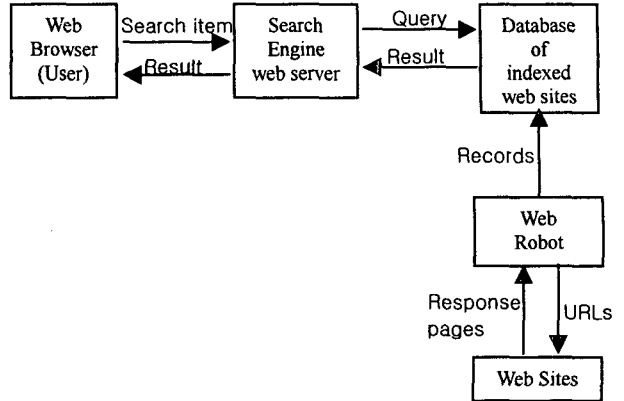 Web
Browser
(User)
Search item
Result
Search
Engine
web server
Query
Result
Database
of
indexed
web sites
Records
Web
Robot
Response
pages
URLs
Web Sites